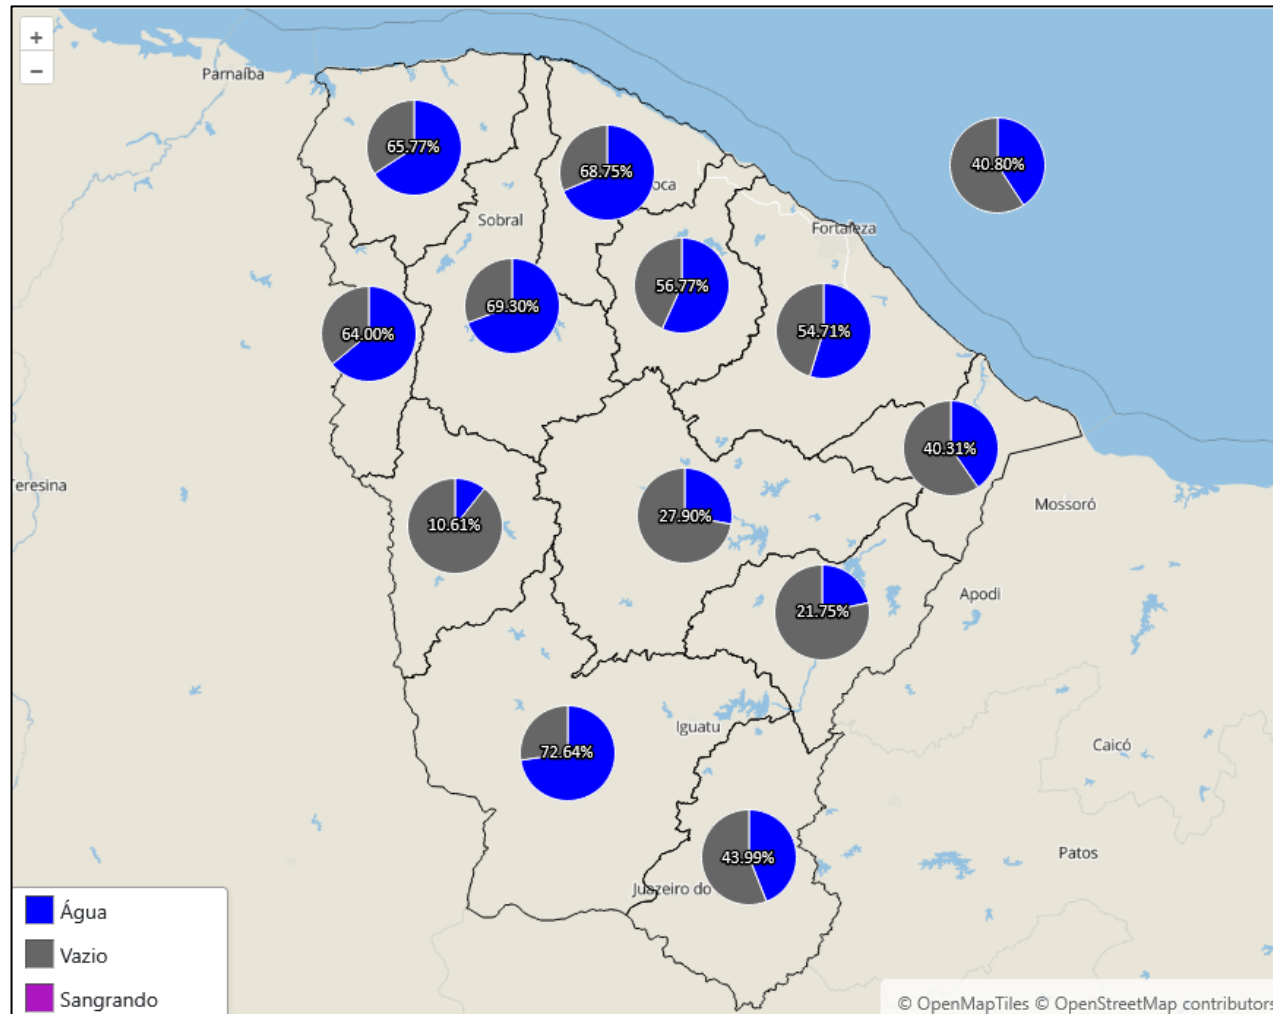 +
−
Parnaíba
65.77%
68.75%
oca
40.80%
Sobral
Fortaleza
56.77%
69.30%
54.71%
64.00%
40.31%
eresina
Mossoró
10.61%
27.90%
Apodi
21.75%
Iguatu
72.64%
Caicó
43.99%
Patos
Juazeiro do
Água
Vazio
Sangrando
© OpenMapTiles © OpenStreetMap contributors